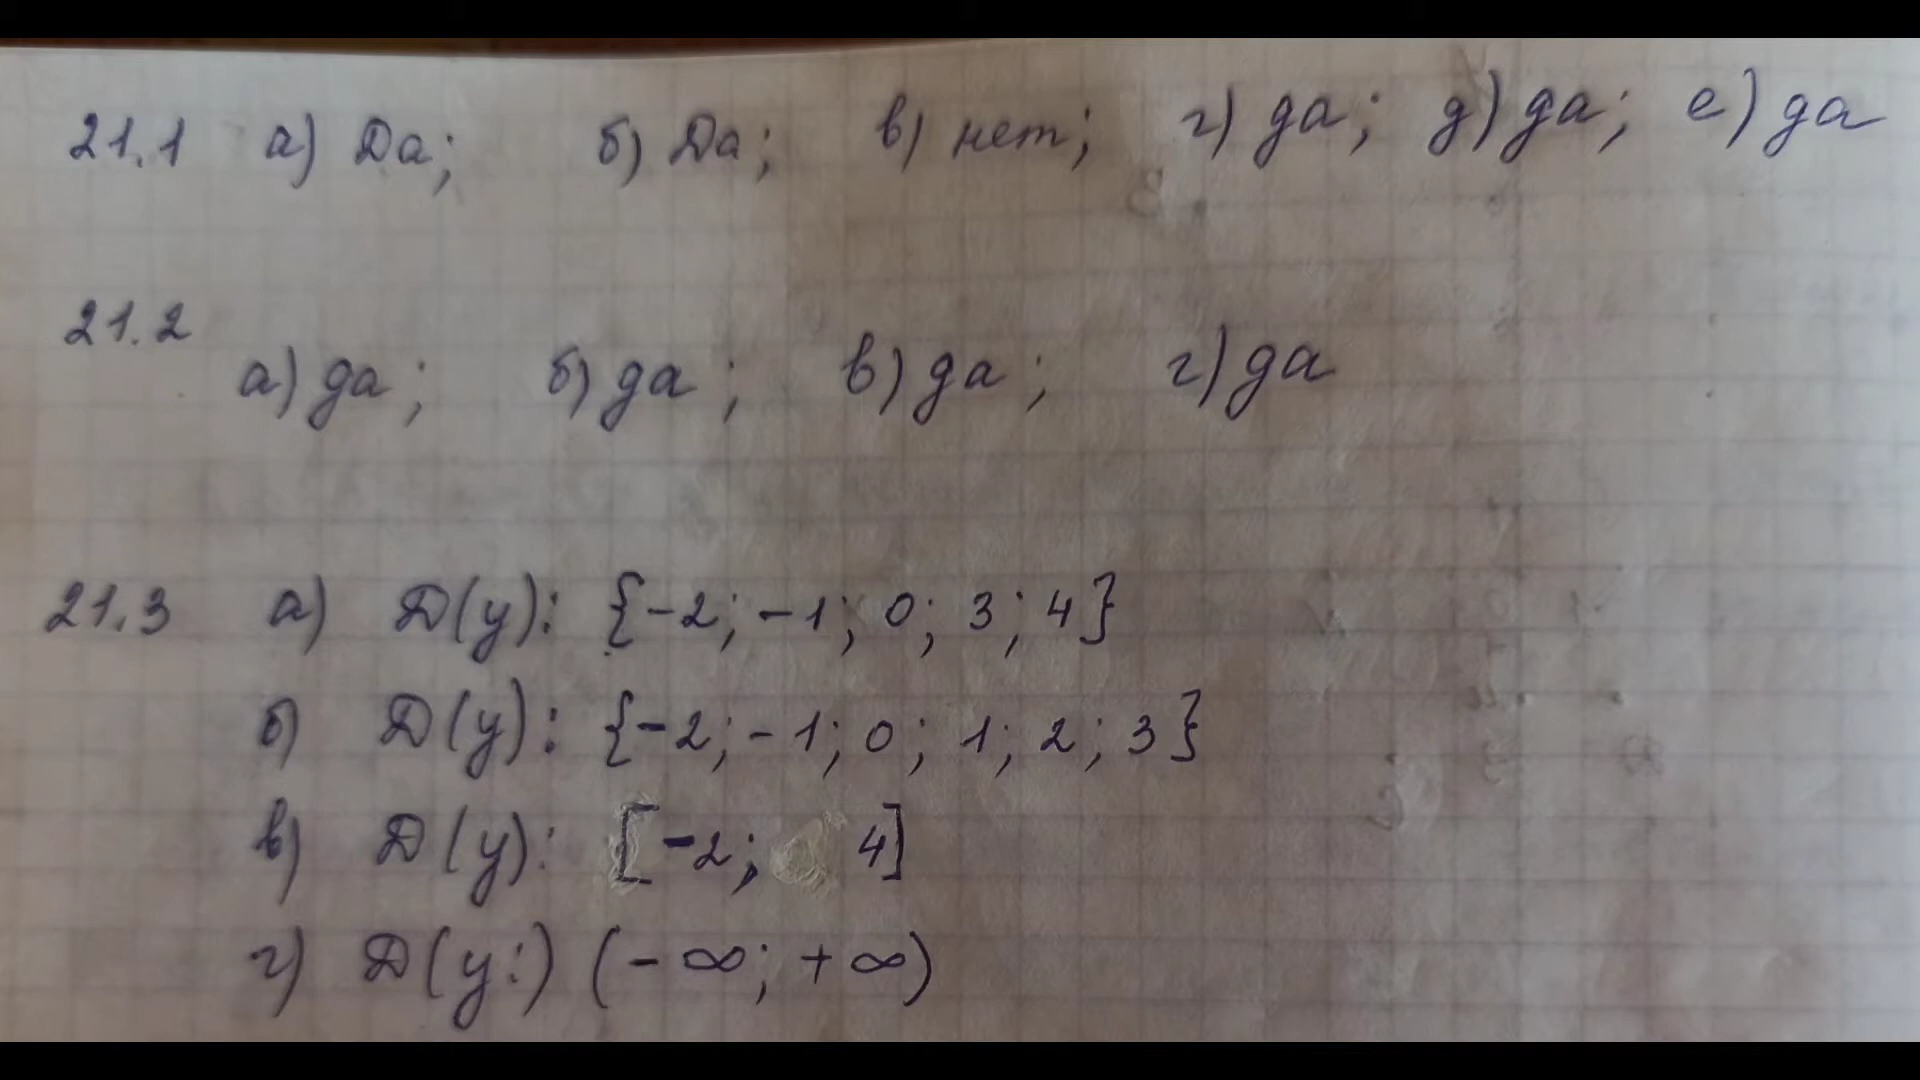 21.1 а) Да; б) Да; в) нет; г) да; д) да; е) да
21.2
а) да; б) да; в) да; г) да
21.3 а) D(y): {-2; -1; 0; 3; 4}
б) D(y): {-2; -1; 0; 1; 2; 3}
в) D(y): [-2; 4]
г) D(y:) (-∞; +∞)